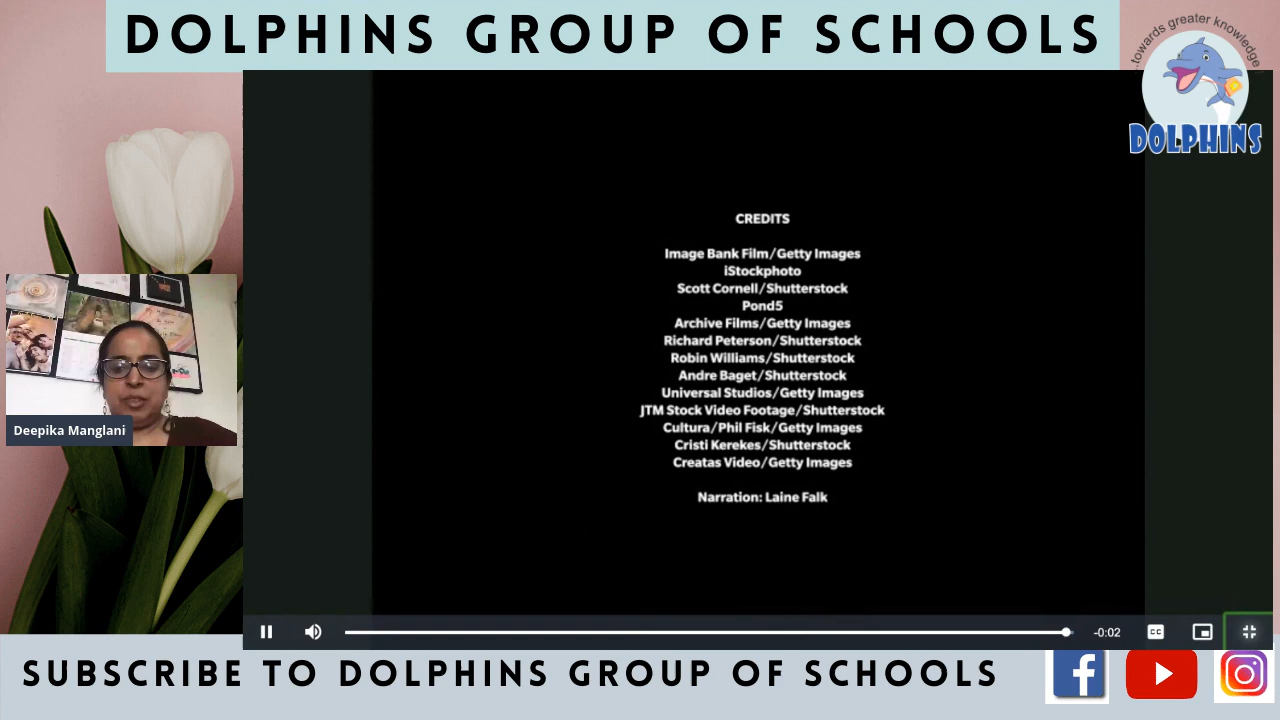 DOLPHINS GROUP OF SCHOOLS
...towards greater knowledge
DOLPHINS
CREDITS
Image Bank Film/Getty Images
iStockphoto
Scott Cornell/Shutterstock
Pond5
Archive Films/Getty Images
Richard Peterson/Shutterstock
Robin Williams/Shutterstock
Andre Baget/Shutterstock
Universal Studios/Getty Images
JTM Stock Video Footage/Shutterstock
Cultura/Phil Fisk/Getty Images
Cristi Kerekes/Shutterstock
Creatas Video/Getty Images
Narration: Laine Falk
Deepika Manglani
-0:02
CC
SUBSCRIBE TO DOLPHINS GROUP OF SCHOOLS